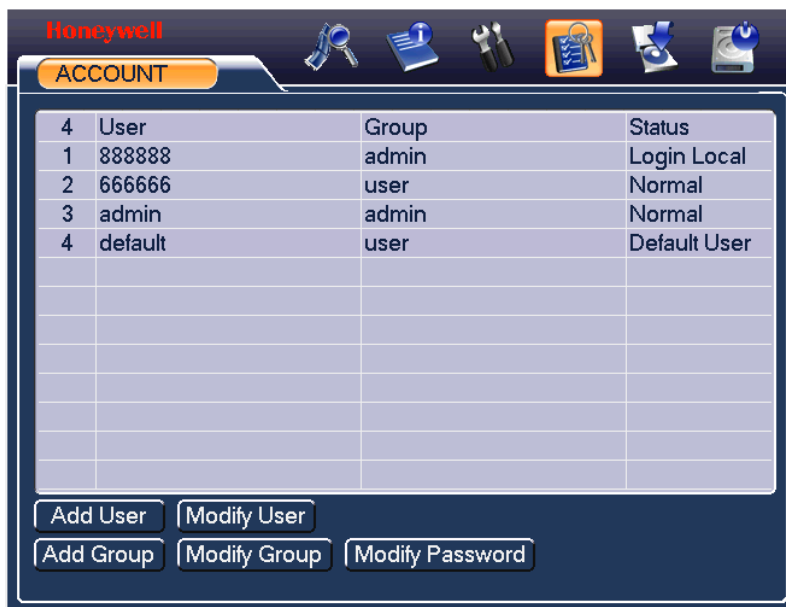 Honeywell
ACCOUNT
4 User Group Status
1 888888 admin Login Local
2 666666 user Normal
3 admin admin Normal
4 default user Default User
Add User Modify User
Add Group Modify Group Modify Password